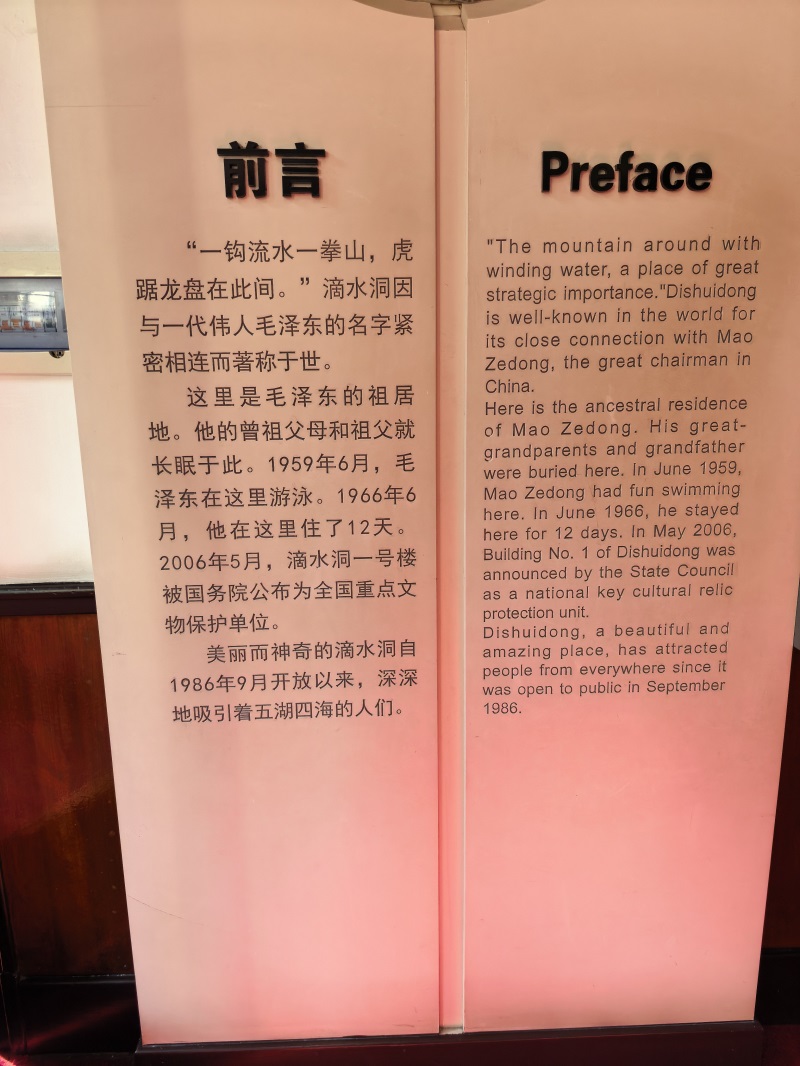 前言
“一钩流水一拳山，虎
踞龙盘在此间。”滴水洞因
与一代伟人毛泽东的名字紧
密相连而著称于世。
这里是毛泽东的祖居
地。他的曾祖父母和祖父就
长眠于此。1959年6月，毛
泽东在这里游泳。1966年6
月，他在这里住了12天。
2006年5月，滴水洞一号楼
被国务院公布为全国重点文
物保护单位。
美丽而神奇的滴水洞自
1986年9月开放以来，深深
地吸引着五湖四海的人们。
Preface
"The mountain around with
winding water, a place of great
strategic importance."Dishuidong
is well-known in the world for
its close connection with Mao
Zedong, the great chairman in
China.
Here is the ancestral residence
of Mao Zedong. His great-
grandparents and grandfather
were buried here. In June 1959,
Mao Zedong had fun swimming
here. In June 1966, he stayed
here for 12 days. In May 2006,
Building No. 1 of Dishuidong was
announced by the State Council
as a national key cultural relic
protection unit.
Dishuidong, a beautiful and
amazing place, has attracted
people from everywhere since it
was open to public in September
1986.